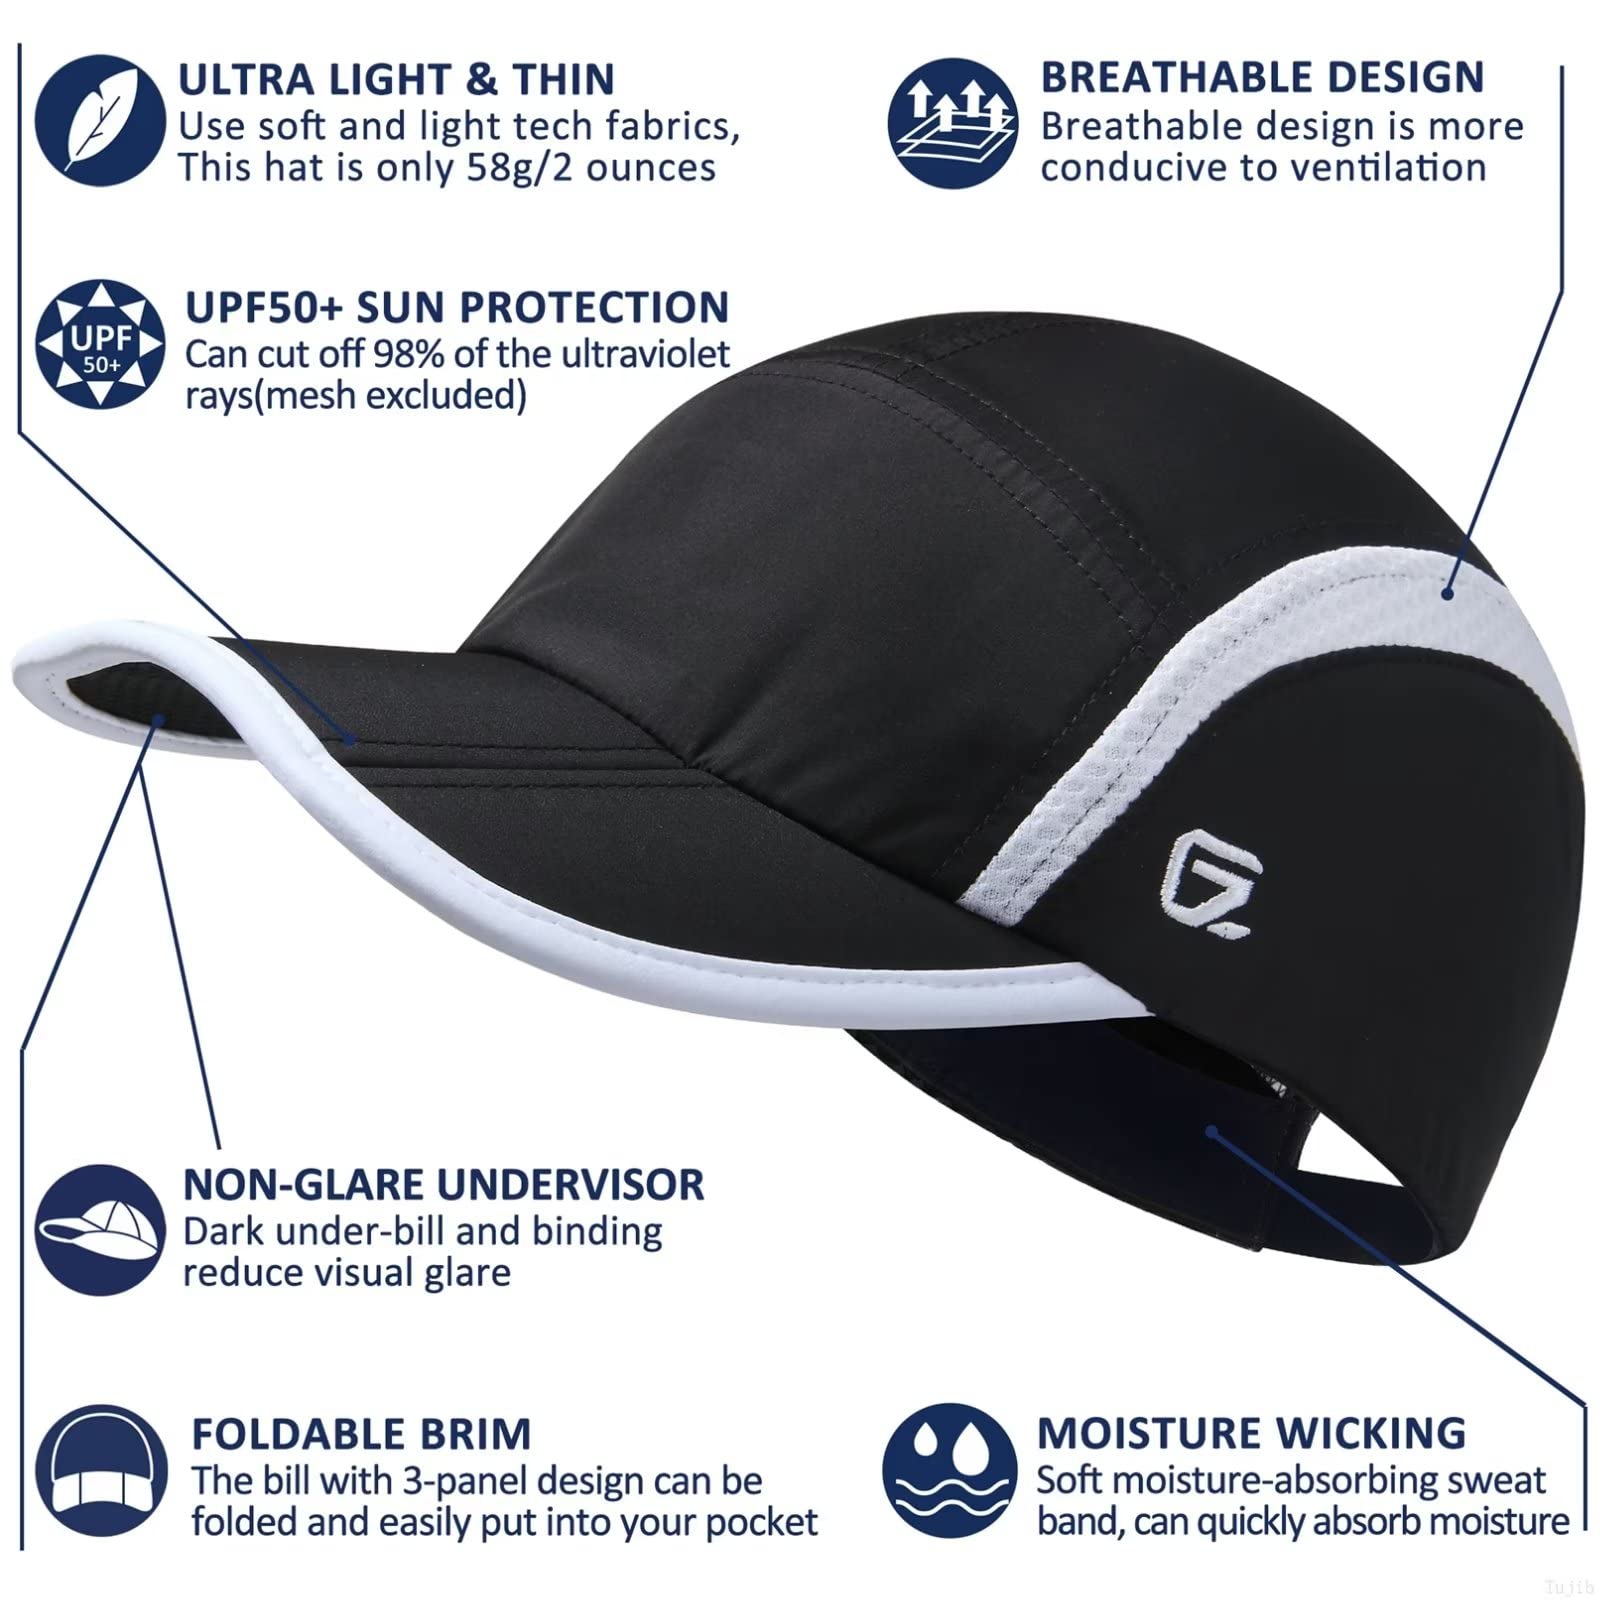 ULTRA LIGHT & THIN
Use soft and light tech fabrics,
This hat is only 58g/2 ounces
BREATHABLE DESIGN
Breathable design is more
conducive to ventilation
UPF
50+
UPF50+ SUN PROTECTION
Can cut off 98% of the ultraviolet
rays(mesh excluded)
NON-GLARE UNDERVISOR
Dark under-bill and binding
reduce visual glare
FOLDABLE BRIM
The bill with 3-panel design can be
folded and easily put into your pocket
MOISTURE WICKING
Soft moisture-absorbing sweat
band, can quickly absorb moisture
Tujib